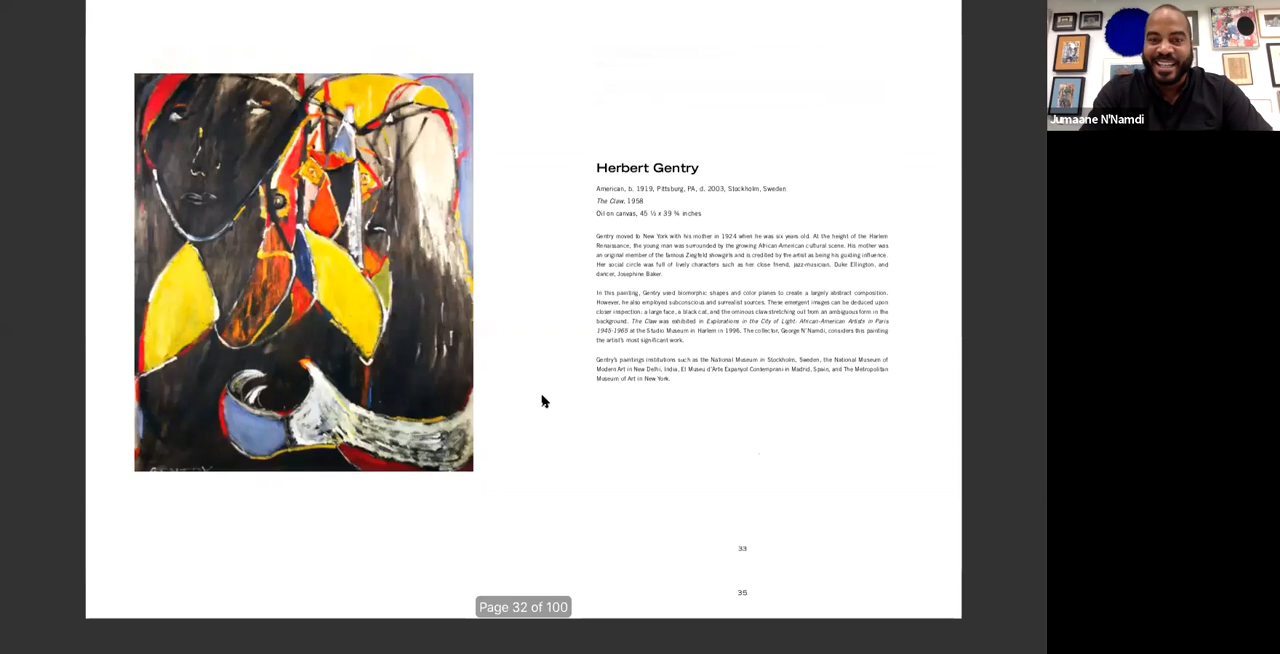 Jumaane N'Namdi
Herbert Gentry
American, b. 1919, Pittsburg, PA, d. 2003, Stockholm, Sweden
The Claw, 1958
Oil on canvas, 45 ½ x 39 ¾ inches
Gentry moved to New York with his mother in 1924 when he was six years old. At the height of the Harlem
Renaissance, the young man was surrounded by the growing African-American cultural scene. His mother was
an original member of the famous Ziegfeld showgirls and is credited by the artist as being his guiding influence.
Her social circle was full of lively characters such as her close friend, jazz-musician, Duke Ellington, and
dancer, Josephine Baker.
In this painting, Gentry used biomorphic shapes and color planes to create a largely abstract composition.
However, he also employed subconscious and surrealist sources. These emergent images can be deduced upon
closer inspection: a large face, a black cat, and the ominous claw stretching out from an ambiguous form in the
background. The Claw was exhibited in Explorations in the City of Light: African-American Artists in Paris
1945-1965 at the Studio Museum in Harlem in 1996. The collector, George N'Namdi, considers this painting
the artist's most significant work.
Gentry's paintings institutions such as the National Museum in Stockholm, Sweden, the National Museum of
Modern Art in New Delhi, India, El Museu d'Arte Espanyol Contemprani in Madrid, Spain, and The Metropolitan
Museum of Art in New York.
33
35
Page 32 of 100